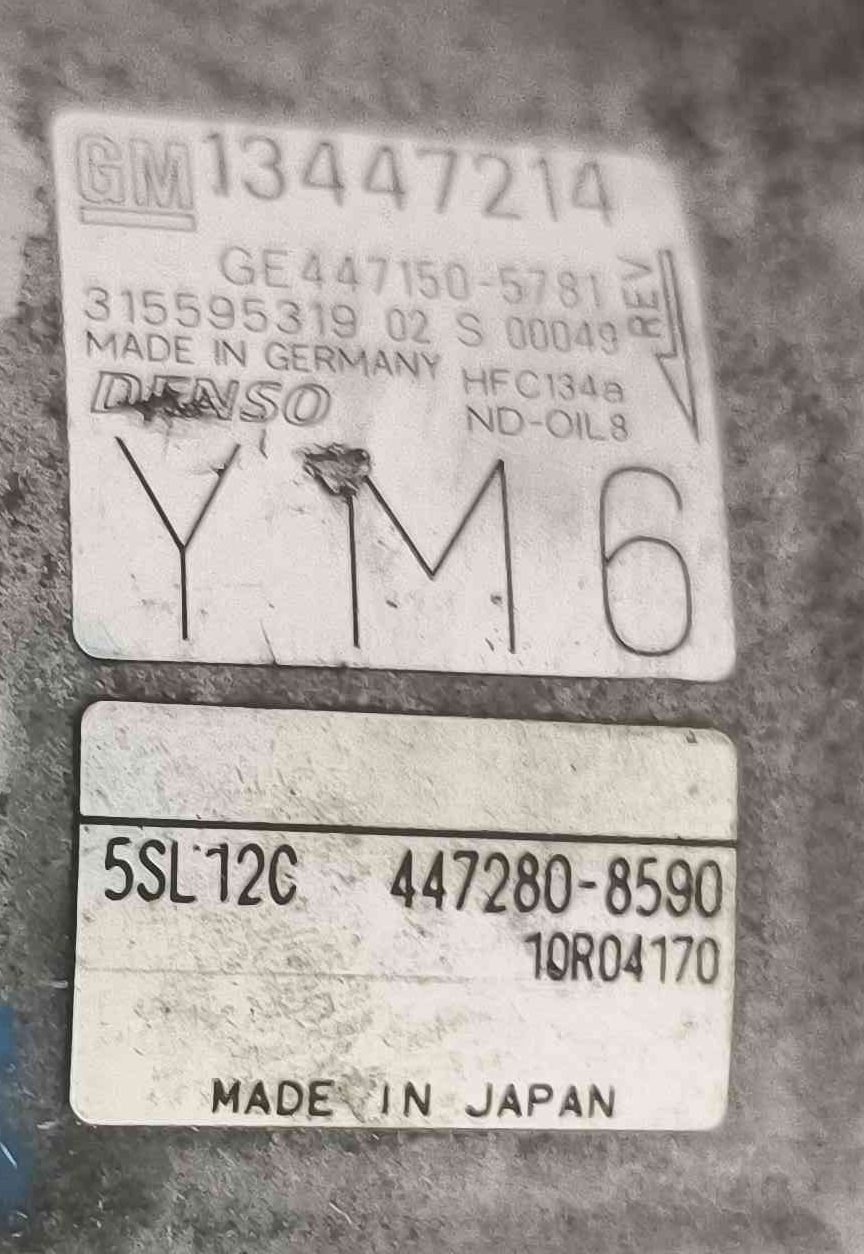 GM 13447214
GE447150-5781
315595319 02 S 00049
REV
MADE IN GERMANY HFC134a
DENSO ND-OIL8
YM6
5SL12C 447280-8590
10R04170
MADE IN JAPAN